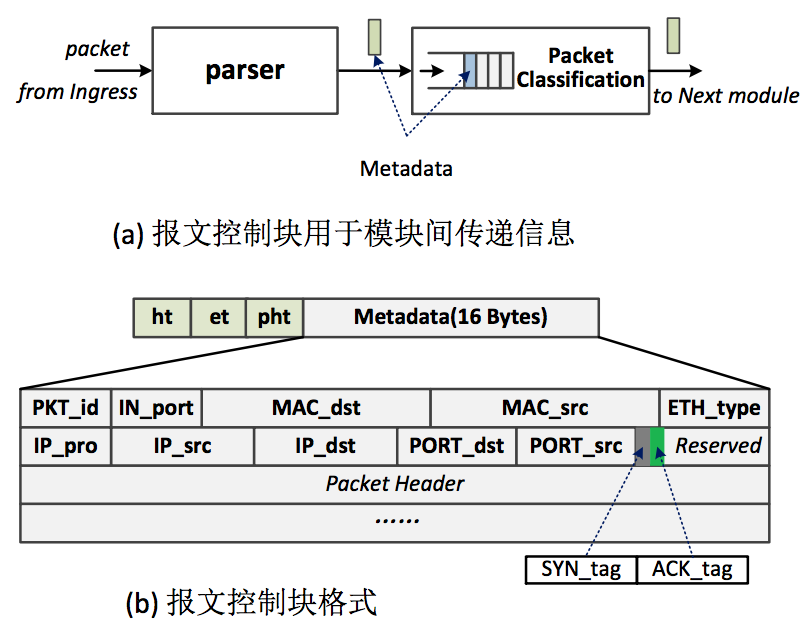 packet
from Ingress
parser
Packet
Classification
to Next module
Metadata
(a) 报文控制块用于模块间传递信息
ht et pht Metadata(16 Bytes)
PKT_id IN_port MAC_dst MAC_src ETH_type
IP_pro IP_src IP_dst PORT_dst PORT_src Reserved
Packet Header
......
SYN_tag ACK_tag
(b) 报文控制块格式